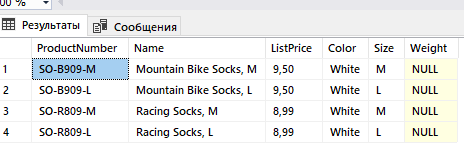 00 %
Результаты Сообщения
ProductNumber Name ListPrice Color Size Weight
1 SO-B909-M Mountain Bike Socks, M 9,50 White M NULL
2 SO-B909-L Mountain Bike Socks, L 9,50 White L NULL
3 SO-R809-M Racing Socks, M 8,99 White M NULL
4 SO-R809-L Racing Socks, L 8,99 White L NULL